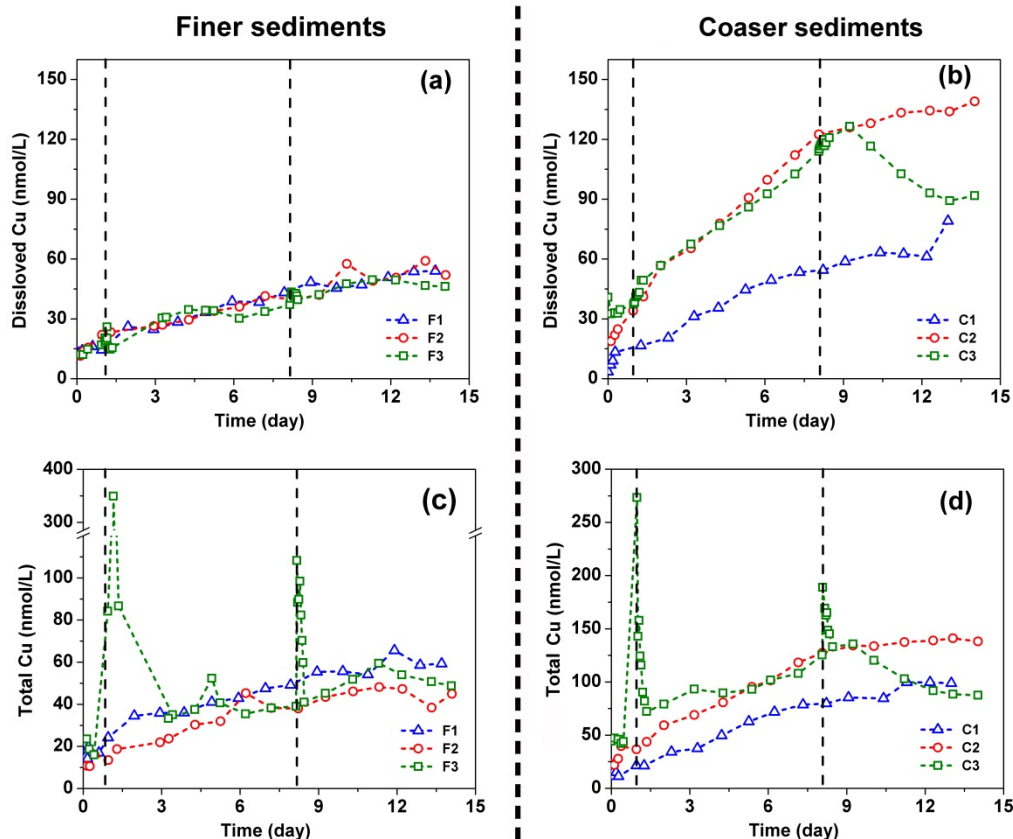 Finer sediments
Coaser sediments
(a)
150
120
90
60
30
0
Dissloved Cu (nmol/L)
F1
F2
F3
0 3 6 9 12 15
Time (day)
(b)
150
120
90
60
30
0
Dissloved Cu (nmol/L)
C1
C2
C3
0 3 6 9 12 15
Time (day)
(c)
400
300
100
80
60
40
20
0
Total Cu (nmol/L)
F1
F2
F3
0 3 6 9 12 15
Time (day)
(d)
300
250
200
150
100
50
0
Total Cu (nmol/L)
C1
C2
C3
0 3 6 9 12 15
Time (day)